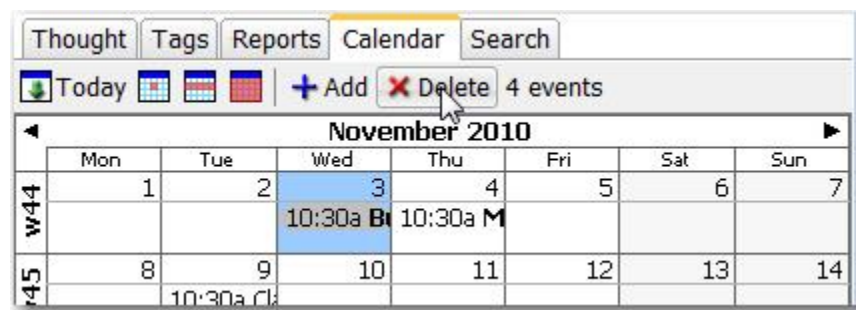 Thought Tags Reports Calendar Search
Today Add Delete 4 events
November 2010
Mon Tue Wed Thu Fri Sat Sun
w44 1 2 3 4 5 6 7
10:30a 10:30a M
w45 8 9 10 11 12 13 14
10:30a